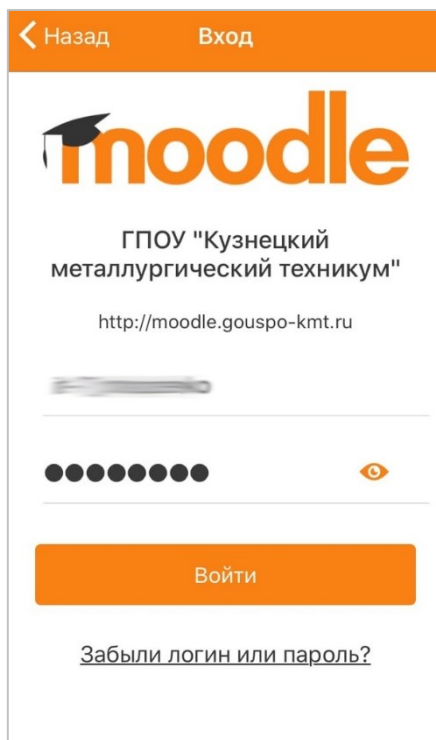 Назад Вход
moodle
ГПОУ "Кузнецкий
металлургический техникум"
http://moodle.gouspo-kmt.ru
●●●●●●●●
Войти
Забыли логин или пароль?